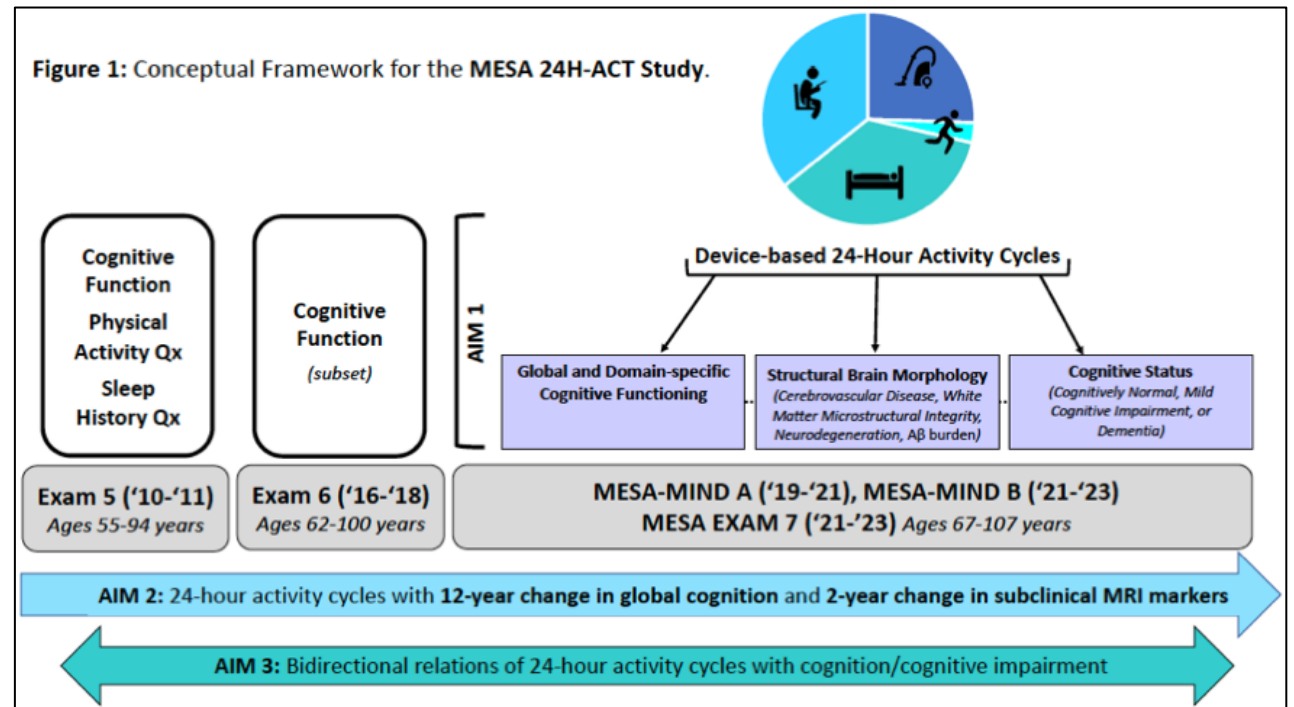 Figure 1: Conceptual Framework for the MESA 24H-ACT Study.
Device-based 24-Hour Activity Cycles
Cognitive
Function
Physical
Activity Qx
Sleep
History Qx
Cognitive
Function
(subset)
AIM 1
Global and Domain-specific
Cognitive Functioning
Structural Brain Morphology
(Cerebrovascular Disease, White
Matter Microstructural Integrity,
Neurodegeneration, Aβ burden)
Cognitive Status
(Cognitively Normal, Mild
Cognitive Impairment, or
Dementia)
Exam 5 (‘10-‘11)
Ages 55-94 years
Exam 6 (‘16-‘18)
Ages 62-100 years
MESA-MIND A (‘19-‘21), MESA-MIND B (‘21-‘23)
MESA EXAM 7 (‘21-’23) Ages 67-107 years
AIM 2: 24-hour activity cycles with 12-year change in global cognition and 2-year change in subclinical MRI markers
AIM 3: Bidirectional relations of 24-hour activity cycles with cognition/cognitive impairment